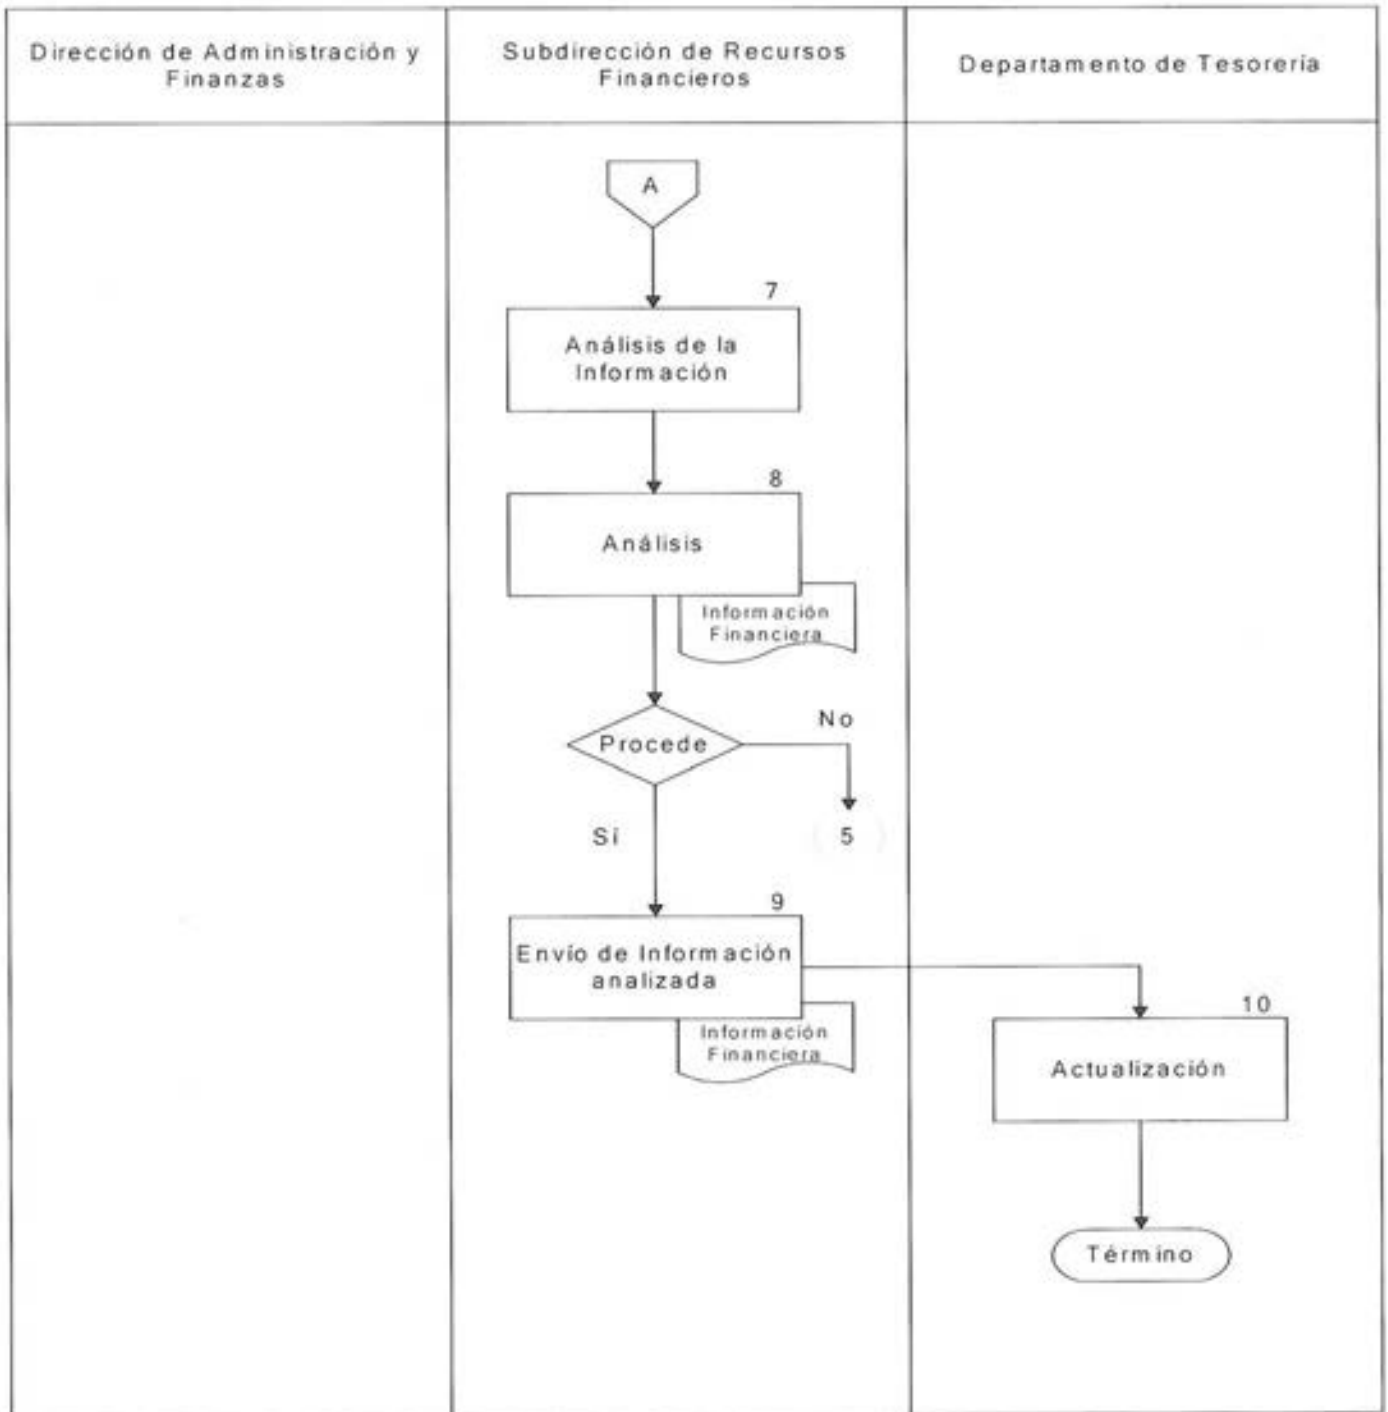 Dirección de Administración y
Finanzas
Subdirección de Recursos
Financieros
Departamento de Tesorería
A
7
Análisis de la
Información
8
Análisis
Información
Financiera
Procede
No
Sí
5
9
Envío de Información
analizada
Información
Financiera
10
Actualización
Término